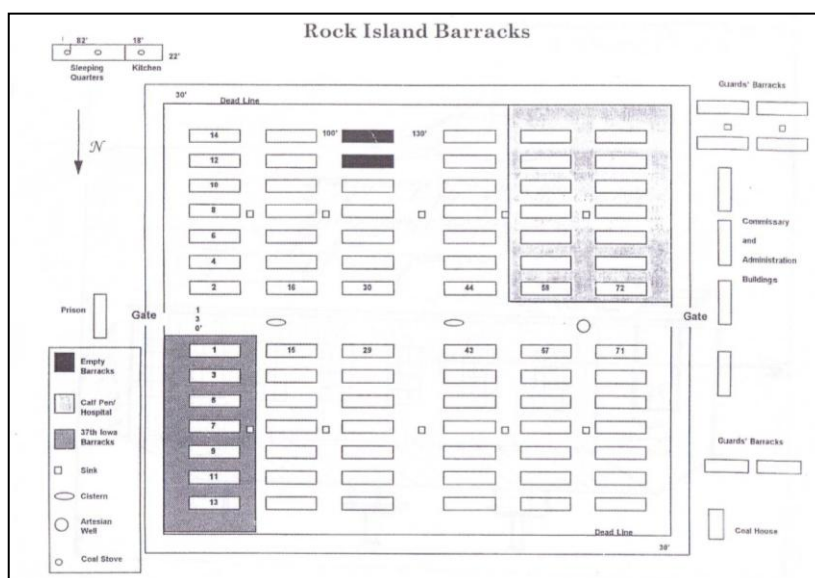 Rock Island Barracks
82' 18'
22'
Sleeping Quarters
Kitchen
N
30'
Dead Line
Guards' Barracks
14 100' 130'
12
10
8
6
4
2 16 30 44 58 72
Commissary
and
Administration
Buildings
Prison
Gate
1
3
0'
Gate
1 15 29 43 57 71
3
5
7
9
11
13
Empty
Barracks
Calf Pen/
Hospital
37th Iowa
Barracks
Sink
Cistern
Artesian
Well
Coal Stove
Guards' Barracks
Coal House
Dead Line
30'